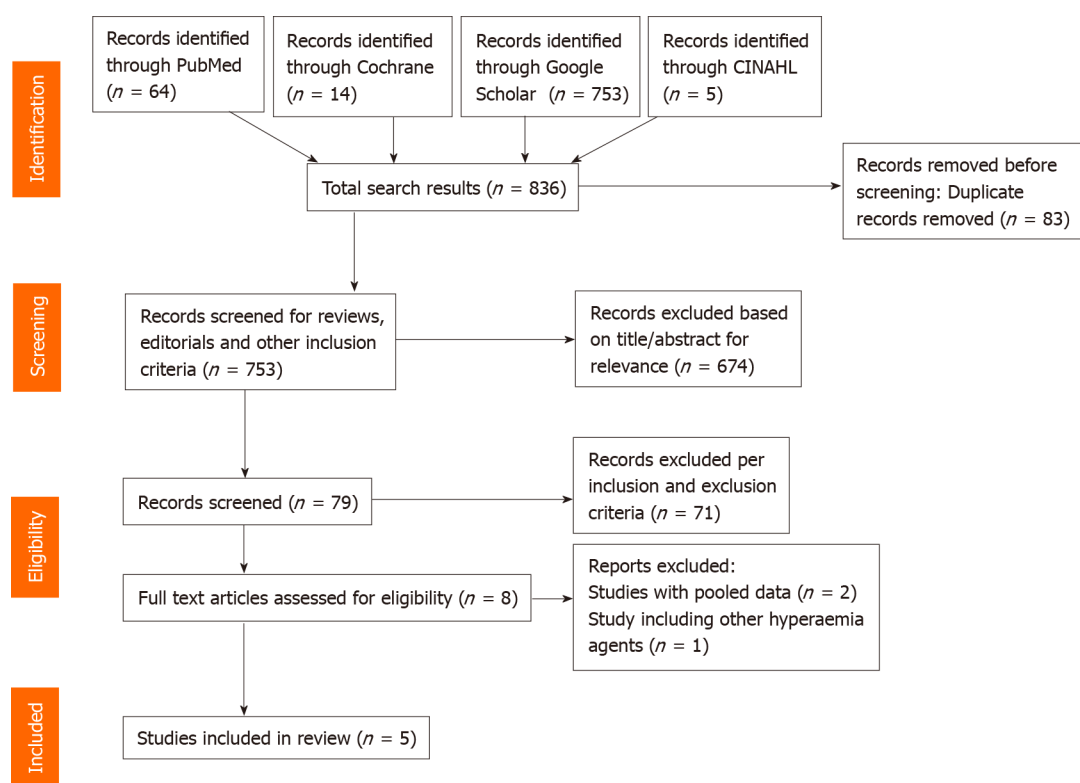 Identification
Records identified
through PubMed
(n = 64)
Records identified
through Cochrane
(n = 14)
Records identified
through Google
Scholar (n = 753)
Records identified
through CINAHL
(n = 5)
Total search results (n = 836)
Records removed before
screening: Duplicate
records removed (n = 83)
Screening
Records screened for reviews,
editorials and other inclusion
criteria (n = 753)
Records excluded based
on title/abstract for
relevance (n = 674)
Eligibility
Records screened (n = 79)
Records excluded per
inclusion and exclusion
criteria (n = 71)
Full text articles assessed for eligibility (n = 8)
Reports excluded:
Studies with pooled data (n = 2)
Study including other hyperaemia
agents (n = 1)
Included
Studies included in review (n = 5)